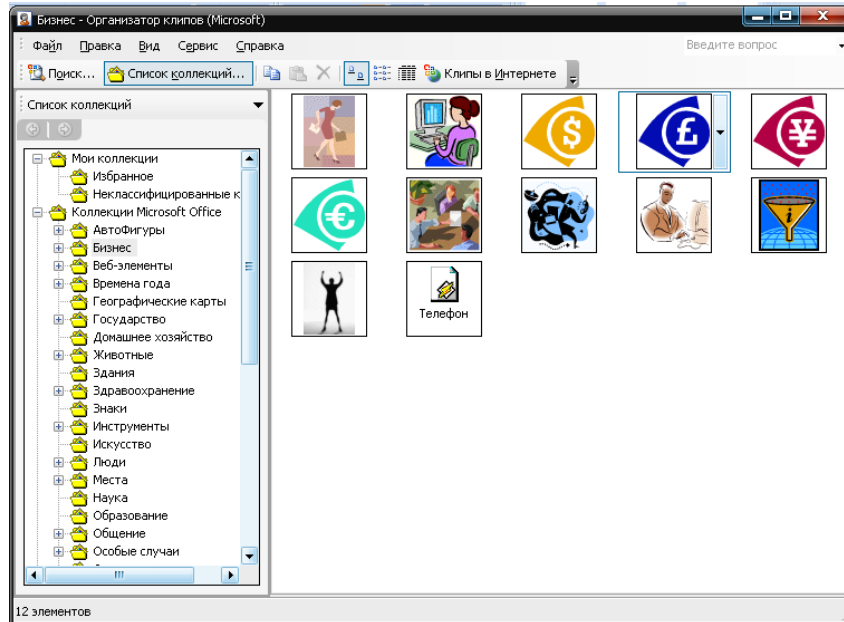 Бизнес - Организатор клипов (Microsoft)
Файл Правка Вид Сервис Справка Введите вопрос
Поиск... Список коллекций... Клипы в Интернете
Список коллекций
Мои коллекции
Избранное
Неклассифицированные к
Коллекции Microsoft Office
АвтоФигуры
Бизнес
Веб-элементы
Времена года
Географические карты
Государство
Домашнее хозяйство
Животные
Здания
Здравоохранение
Знаки
Инструменты
Искусство
Люди
Места
Наука
Образование
Общение
Особые случаи
$ £ ¥
€ i
Телефон
12 элементов